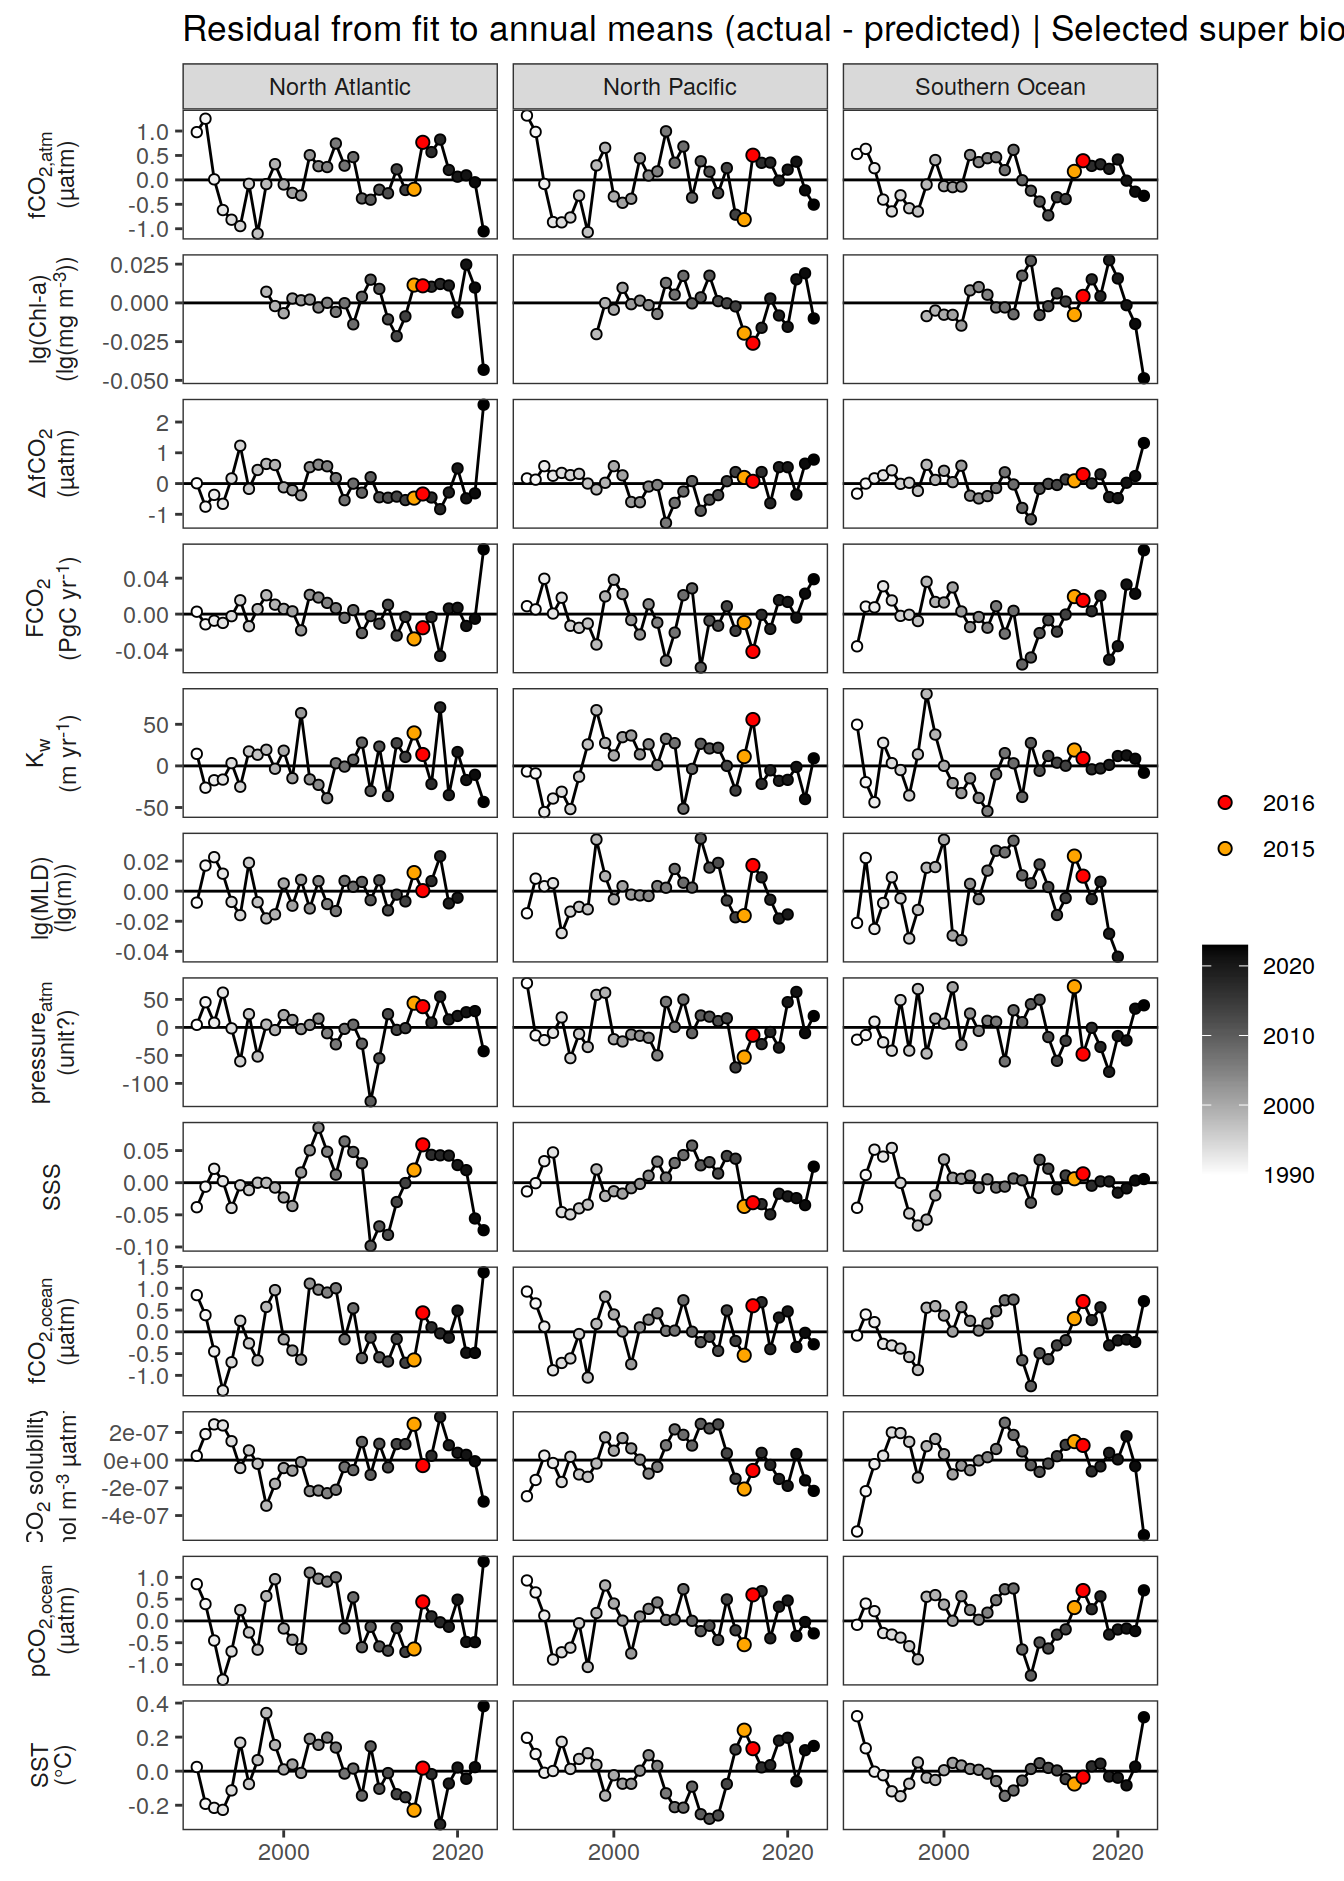 Residual from fit to annual means (actual - predicted) | Selected super bio
North Atlantic
North Pacific
Southern Ocean
fCO2,atm
(µatm)
1.0
0.5
0.0
-0.5
-1.0
lg(Chl-a)
(lg(mg m-3))
0.025
0.000
-0.025
-0.050
ΔfCO2
(µatm)
2
1
0
-1
FCO2
(PgC yr-1)
0.04
0.00
-0.04
Kw
(m yr-1)
50
0
-50
lg(MLD)
(lg(m))
0.02
0.00
-0.02
-0.04
pressureatm
(unit?)
50
0
-50
-100
SSS
0.05
0.00
-0.05
-0.10
fCO2,ocean
(µatm)
1.5
1.0
0.5
0.0
-0.5
-1.0
CO2 solubility
nol m-3 µatm-
2e-07
0e+00
-2e-07
-4e-07
pCO2,ocean
(µatm)
1.0
0.5
0.0
-0.5
-1.0
SST
(°C)
0.4
0.2
0.0
-0.2
2000
2020
2000
2020
2000
2020
2016
2015
2020
2010
2000
1990